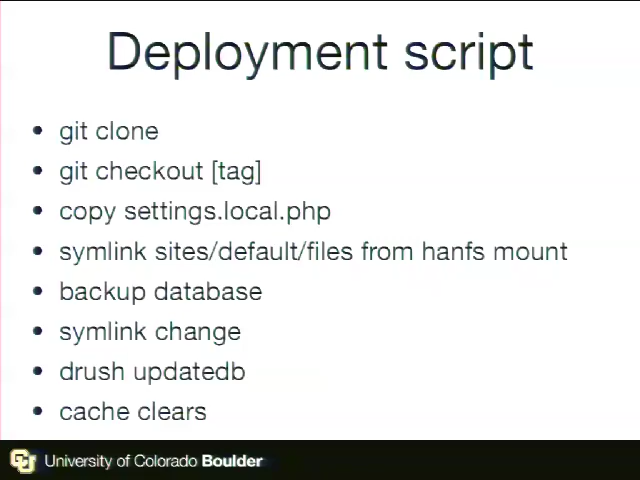 Deployment script
• git clone
• git checkout [tag]
• copy settings.local.php
• symlink sites/default/files from hanfs mount
• backup database
• symlink change
• drush updatedb
• cache clears
University of Colorado Boulder